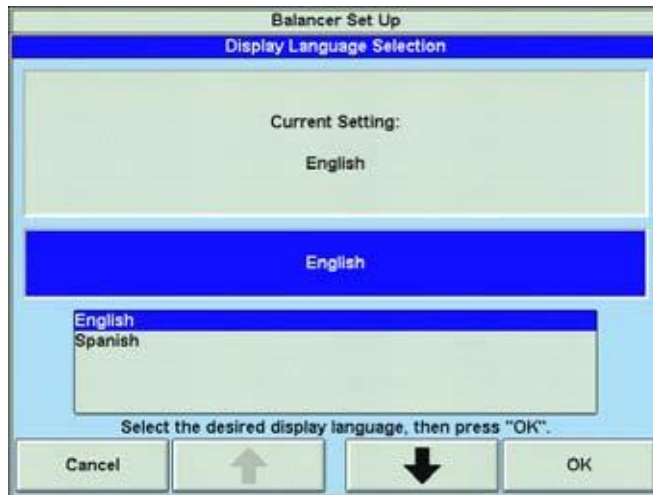 Balancer Set Up
Display Language Selection
Current Setting:
English
English
English
Spanish
Select the desired display language, then press "OK".
Cancel
OK